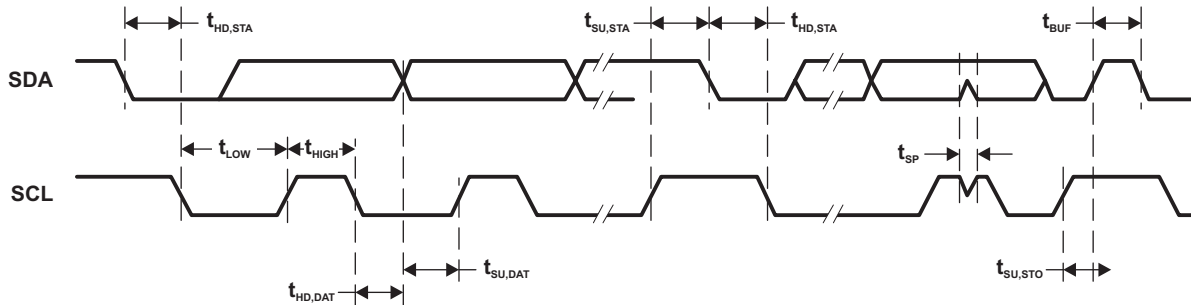 tHD,STA
tSU,STA
tHD,STA
tBUF
SDA
tLOW
tHIGH
tSP
SCL
tSU,DAT
tSU,STO
tHD,DAT